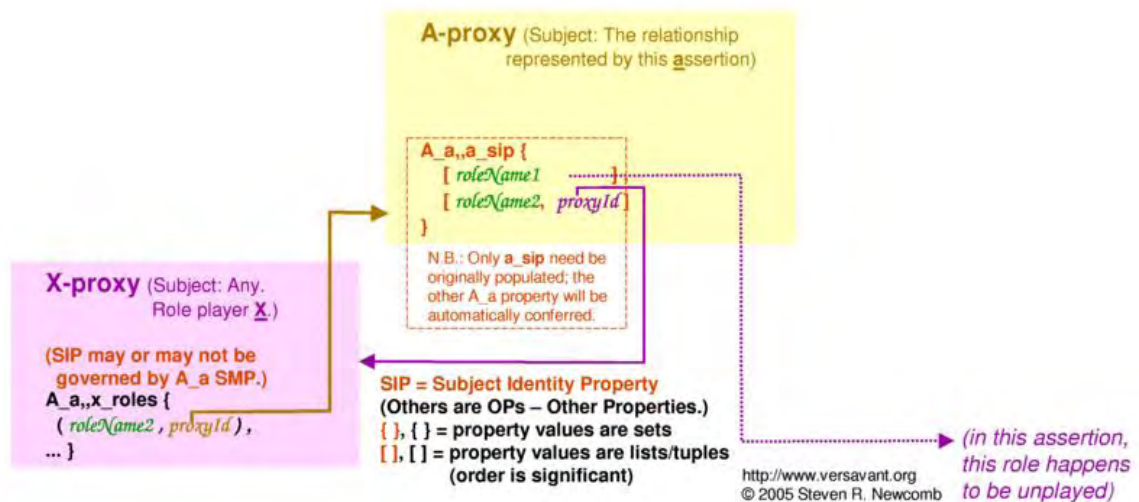 A-proxy (Subject: The relationship
represented by this assertion)
A_a,,a_sip {
[ roleName1 ] ,
[ roleName2, proxyId ]
}
N.B.: Only a_sip need be
originally populated; the
other A_a property will be
automatically conferred.
X-proxy (Subject: Any.
Role player X.)
(SIP may or may not be
governed by A_a SMP.)
A_a,,x_roles {
( roleName2 , proxyId ) ,
... }
SIP = Subject Identity Property
(Others are OPs – Other Properties.)
{ }, { } = property values are sets
[ ], [ ] = property values are lists/tuples
(order is significant)
http://www.versavant.org
© 2005 Steven R. Newcomb
(in this assertion,
this role happens
to be unplayed)